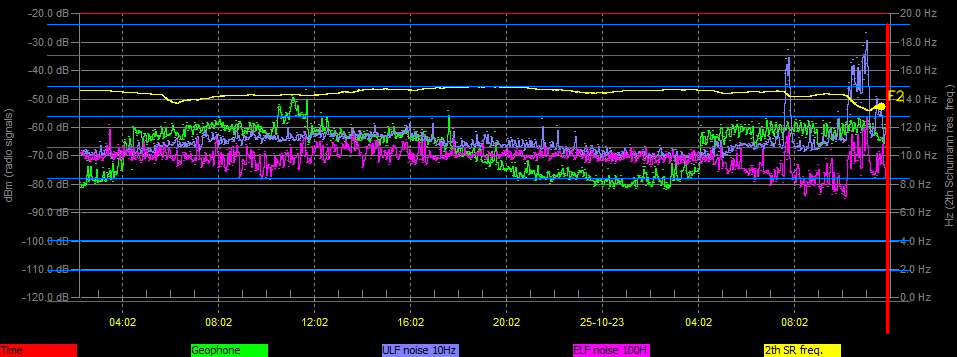 -20.0 dB 20.0 Hz
-30.0 dB 18.0 Hz
-40.0 dB 16.0 Hz
-50.0 dB 14.0 Hz
F2
-60.0 dB 12.0 Hz
-70.0 dB 10.0 Hz
-80.0 dB 8.0 Hz
-90.0 dB 6.0 Hz
-100.0 dB 4.0 Hz
-110.0 dB 2.0 Hz
-120.0 dB 0.0 Hz
dBm (radio signals)
Hz (2th Schumann res. freq.)
04:02 08:02 12:02 16:02 20:02 25-10-23 04:02 08:02
Time Geophone ULF noise 10Hz ELF noise 100H 2th SR freq.